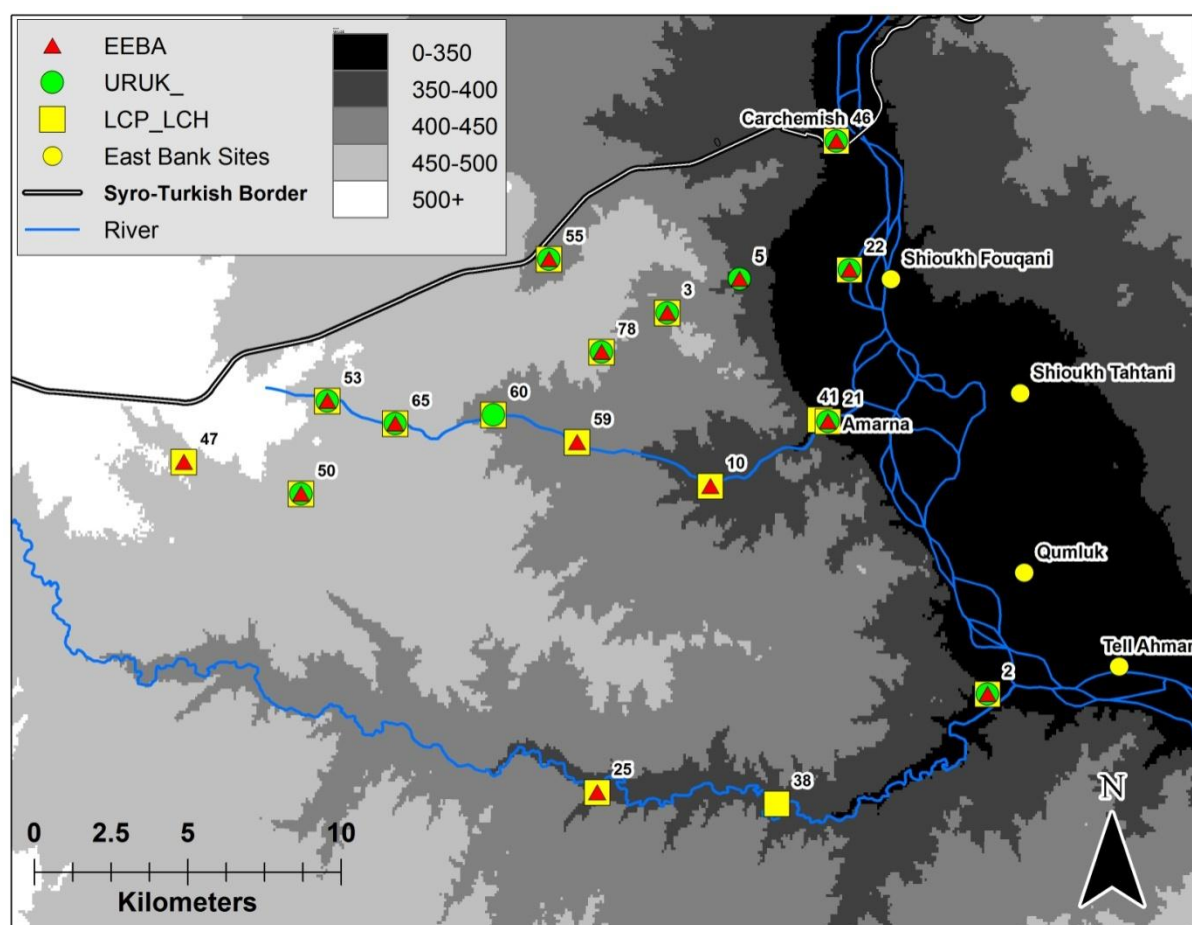 EEBA
URUK_
LCP_LCH
East Bank Sites
Syro-Turkish Border
River
0-350
350-400
400-450
450-500
500+
Carchemish 46
55
5
22
Shioukh Fouqani
3
78
Shioukh Tahtani
53
60
41 21
Amarna
65
59
47
10
50
Qumluk
Tell Ahmar
2
25
38
N
0 2.5 5 10
Kilometers